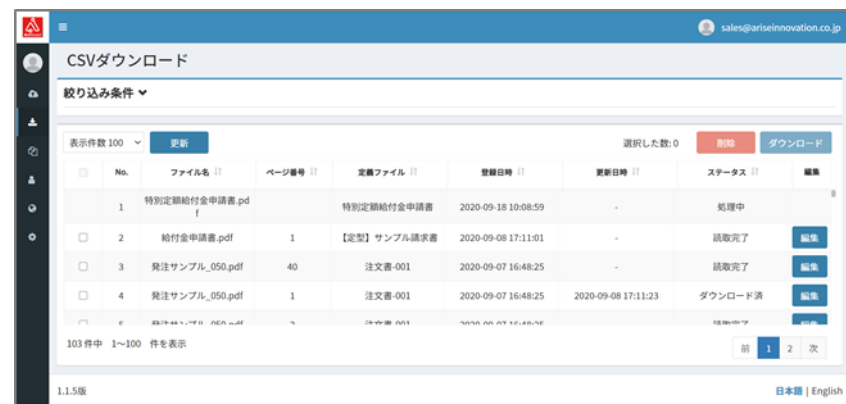 sales@ariseinnovation.co.jp
CSVダウンロード
絞り込み条件
表示件数 100 更新 選択した数: 0 削除 ダウンロード
No. ファイル名 ページ番号 定義ファイル 登録日時 更新日時 ステータス 編集
1 特別定額給付金申請書.pd
f 特別定額給付金申請書 2020-09-18 10:08:59 - 処理中
2 給付金申請書.pdf 1 【定型】サンプル請求書 2020-09-08 17:11:01 - 読取完了 編集
3 発注サンプル_050.pdf 40 注文書-001 2020-09-07 16:48:25 - 読取完了 編集
4 発注サンプル_050.pdf 1 注文書-001 2020-09-07 16:48:25 2020-09-08 17:11:23 ダウンロード済 編集
103 件中 1～100 件を表示 前 1 2 次
1.1.5版 日本語 | English